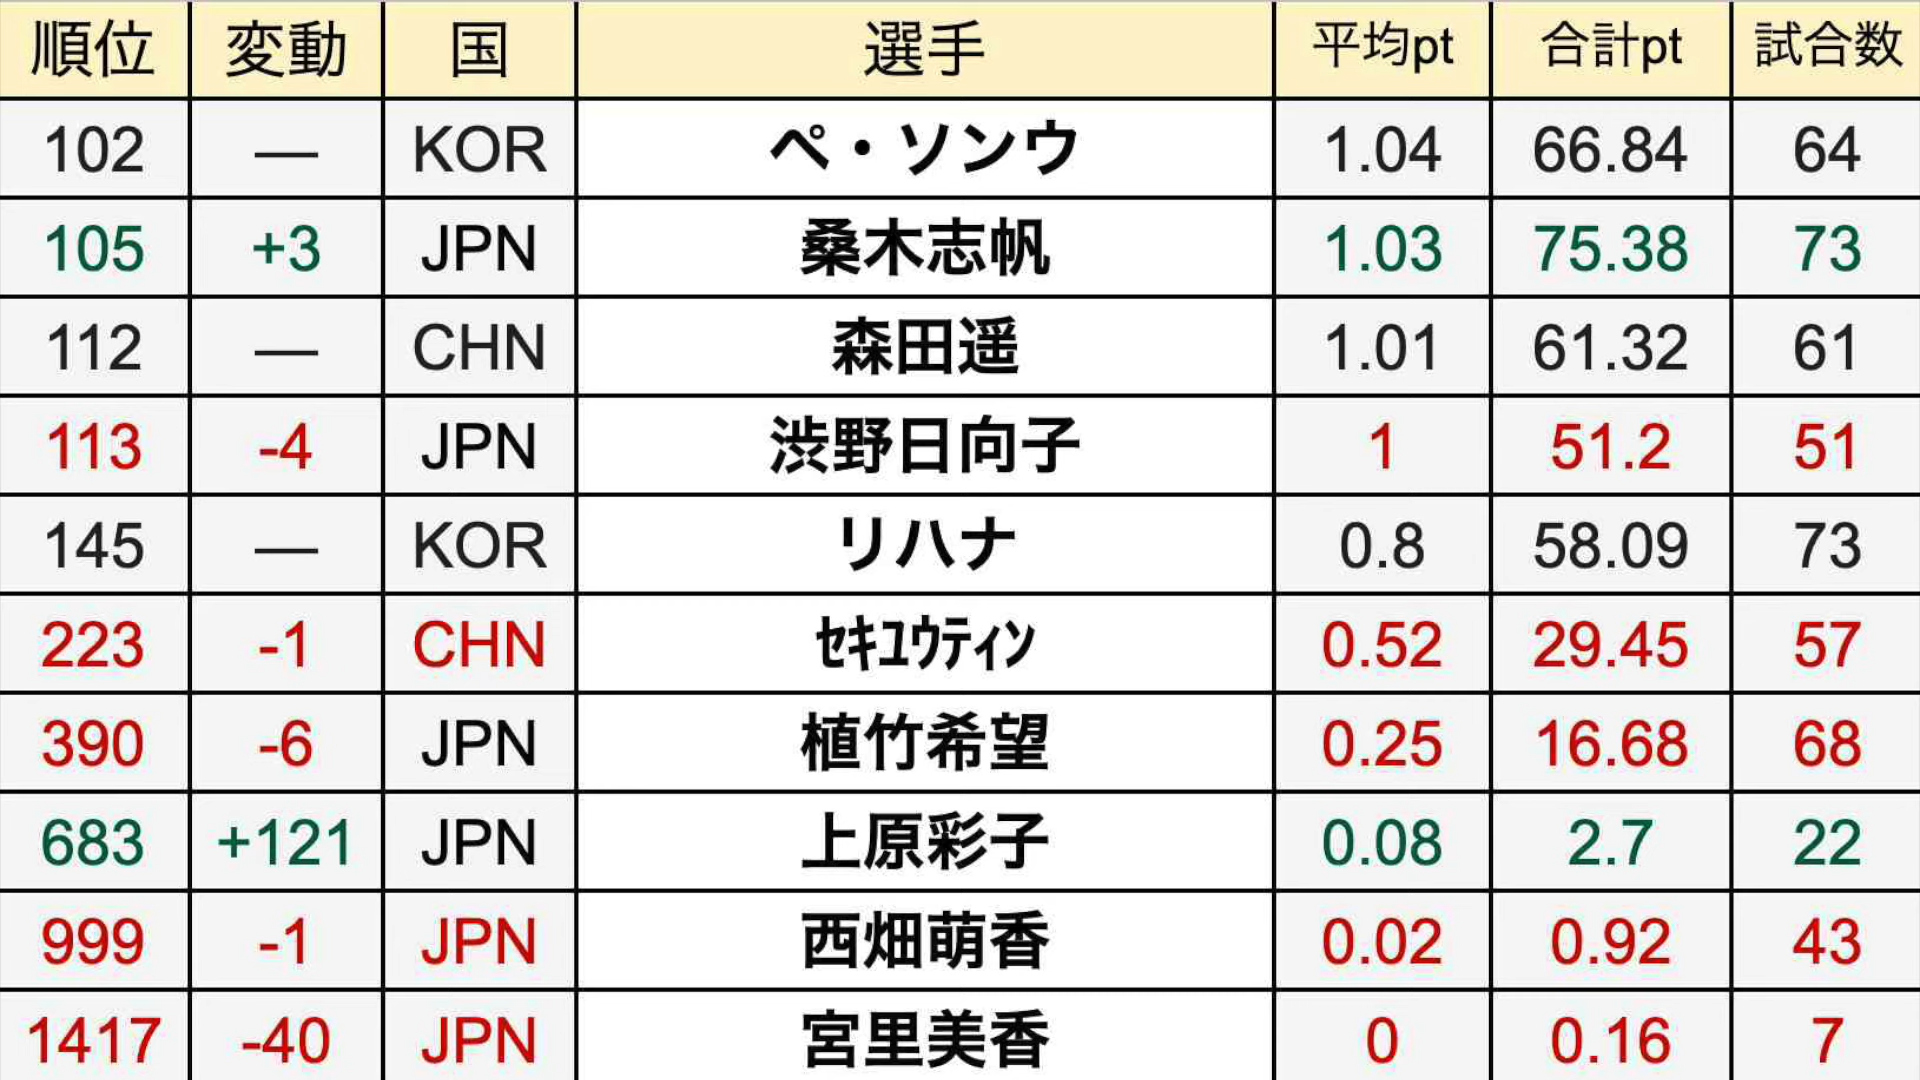 順位 変動 国 選手 平均pt 合計pt 試合数
102 — KOR ペ・ソンウ 1.04 66.84 64
105 +3 JPN 桑木志帆 1.03 75.38 73
112 — CHN 森田遥 1.01 61.32 61
113 -4 JPN 渋野日向子 1 51.2 51
145 — KOR リハナ 0.8 58.09 73
223 -1 CHN ｾｷﾕｳﾃｨﾝ 0.52 29.45 57
390 -6 JPN 植竹希望 0.25 16.68 68
683 +121 JPN 上原彩子 0.08 2.7 22
999 -1 JPN 西畑萌香 0.02 0.92 43
1417 -40 JPN 宮里美香 0 0.16 7